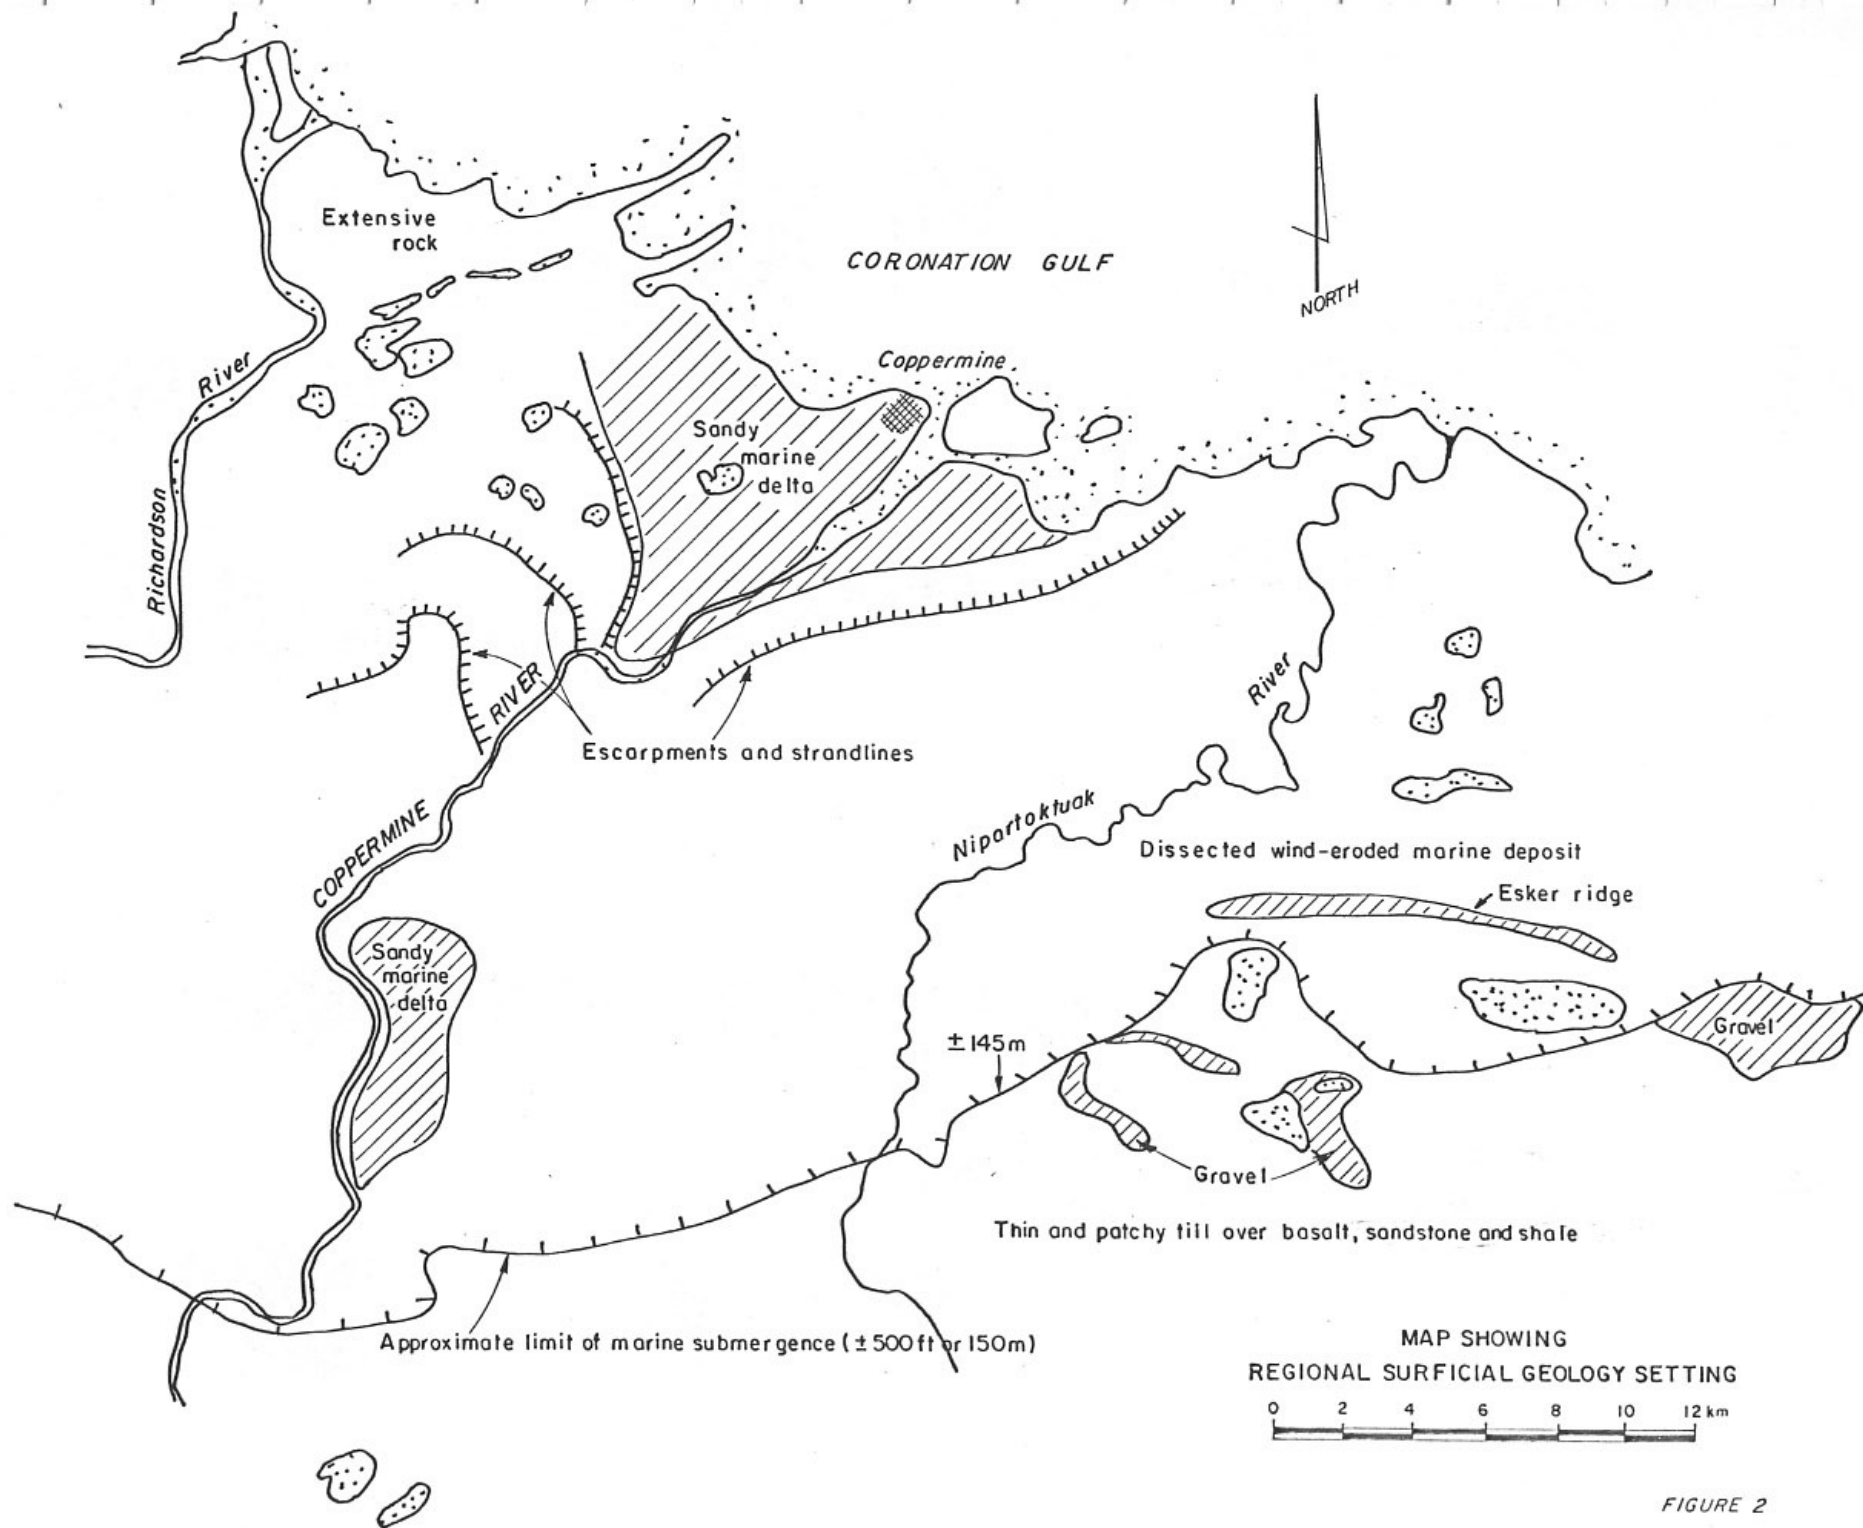 Extensive
rock
CORONATION GULF
NORTH
Coppermine
River
Richardson
Sandy
marine
delta
RIVER
COPPERMINE
Escarpments and strandlines
River
Nipartoktuak
Dissected wind-eroded marine deposit
Esker ridge
Sandy
marine
delta
±145m
Gravel
Gravel
Thin and patchy till over basalt, sandstone and shale
Approximate limit of marine submergence (±500ft or 150m)
MAP SHOWING
REGIONAL SURFICIAL GEOLOGY SETTING
0 2 4 6 8 10 12 km
FIGURE 2